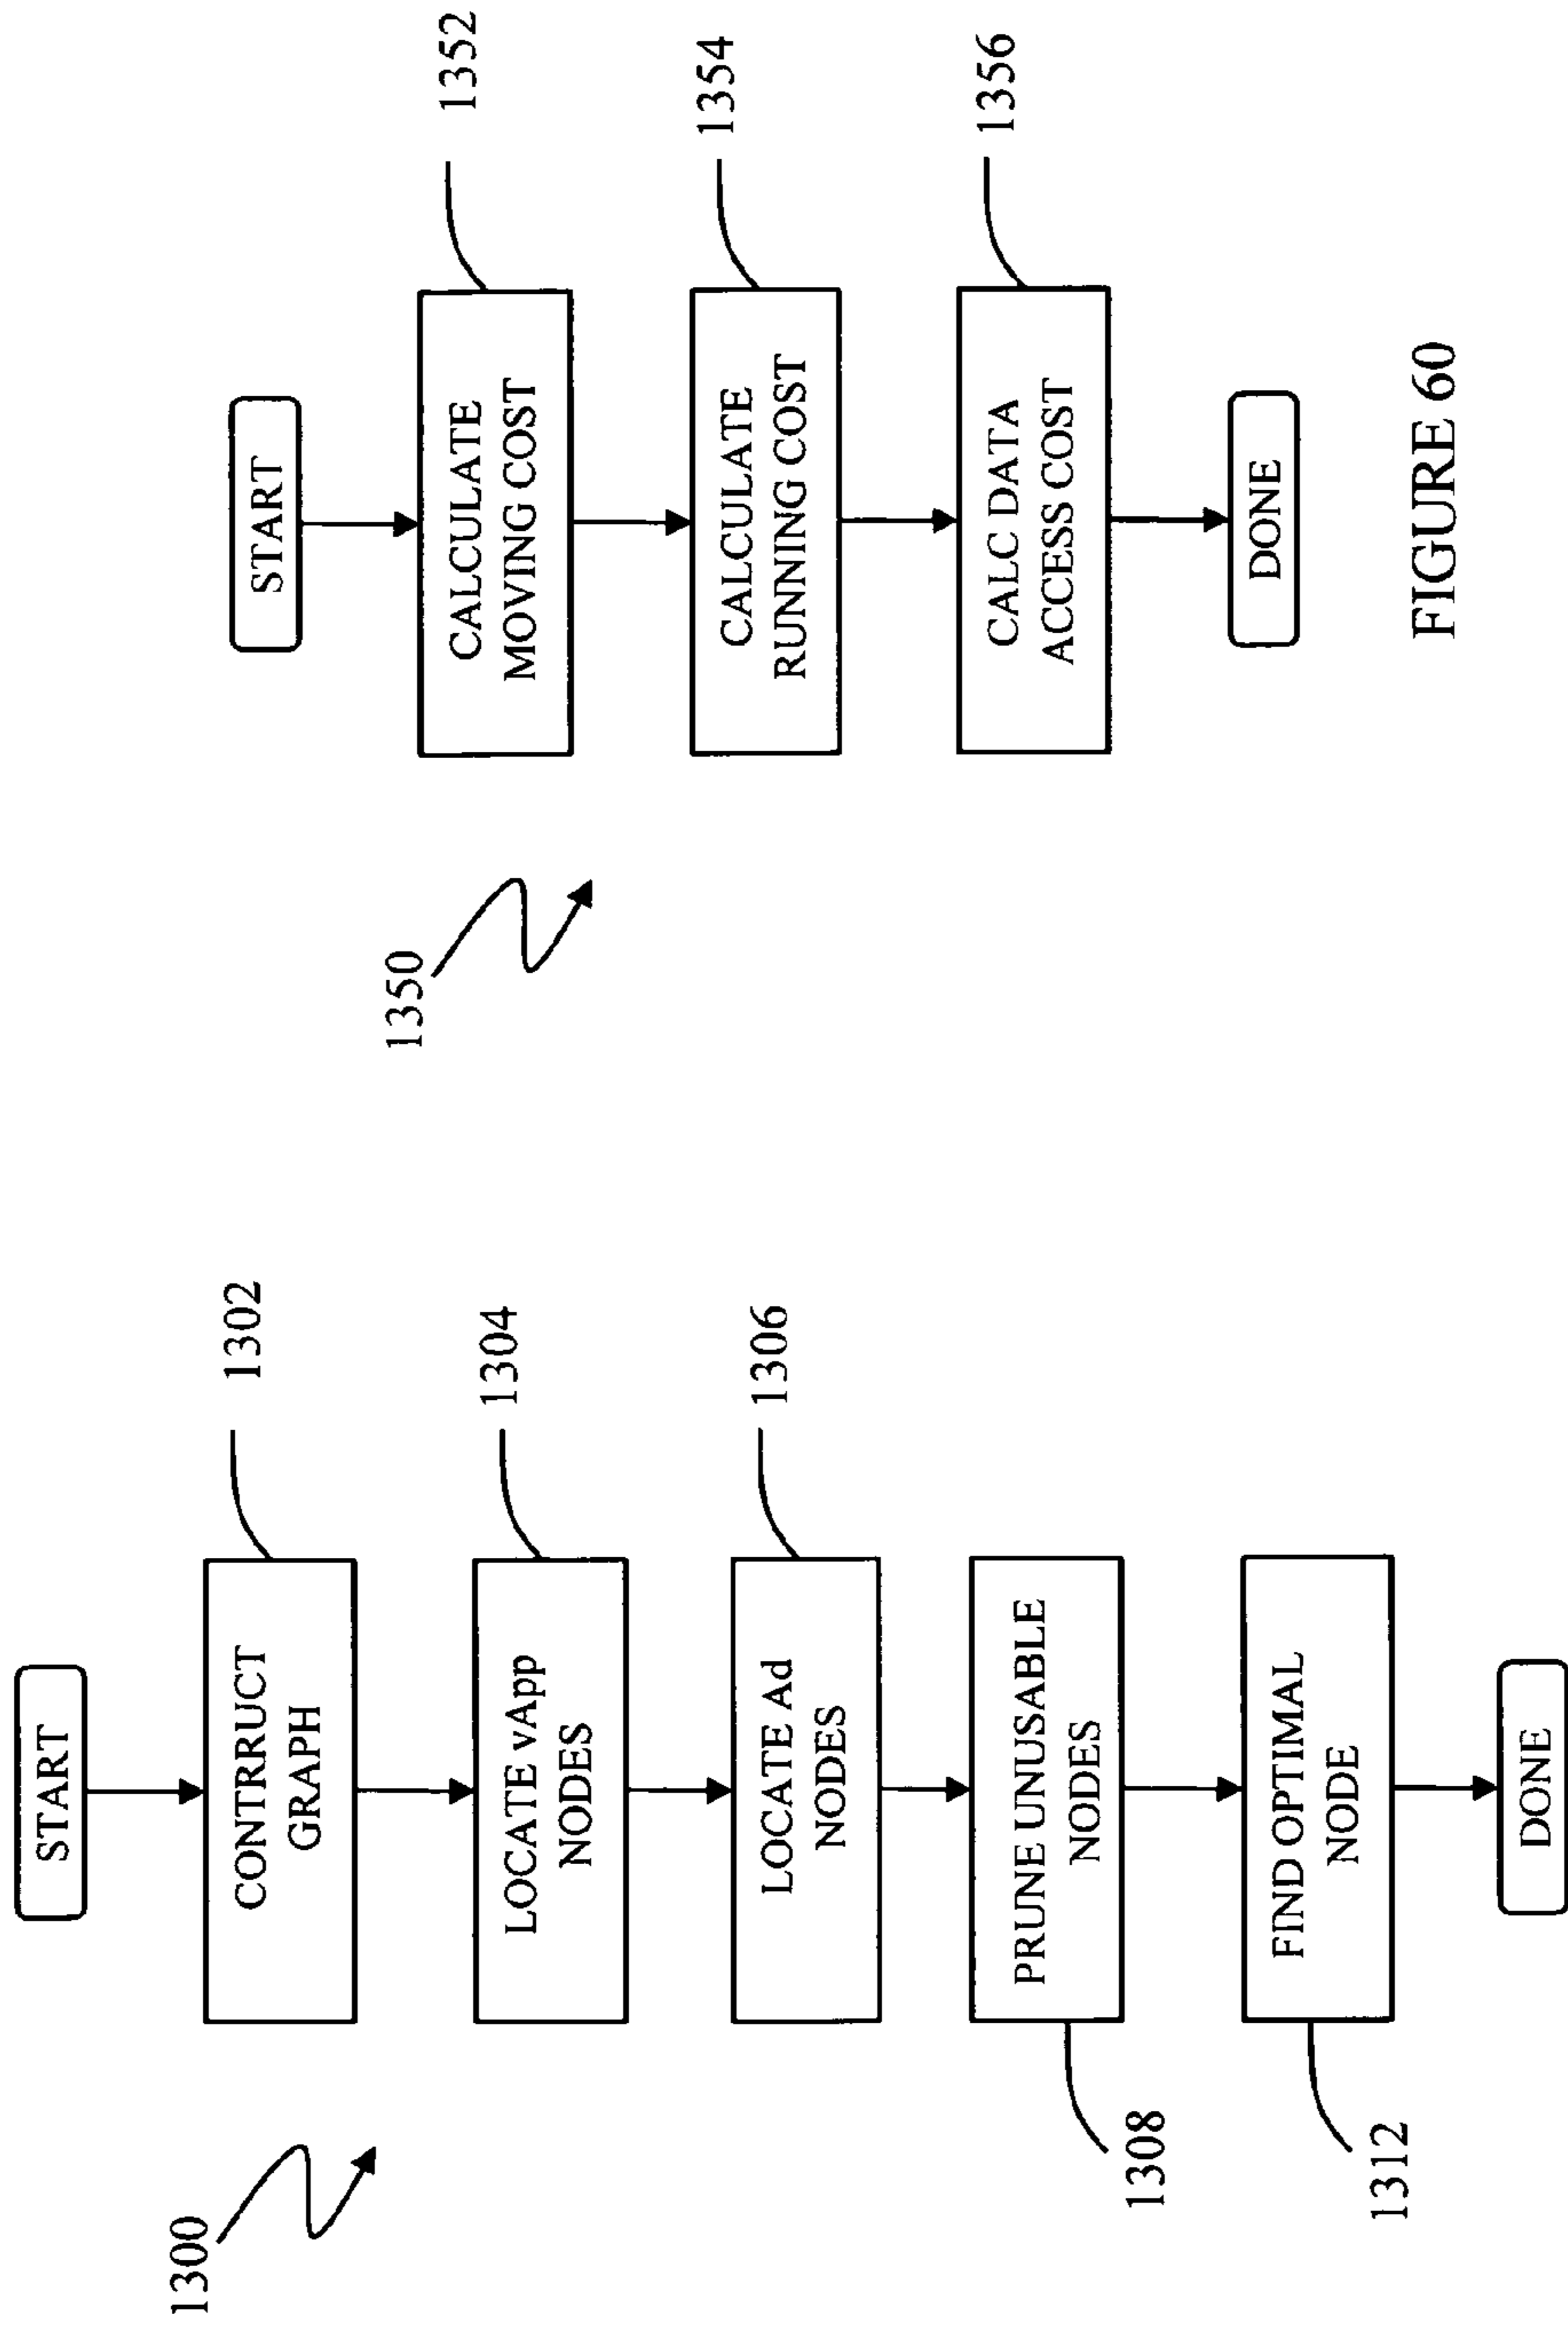 1300
START
CONTRRUCT
GRAPH
1302
LOCATE vApp
NODES
1304
LOCATE Ad
NODES
1306
PRUNE UNUSABLE
NODES
1308
FIND OPTIMAL
NODE
1312
DONE
1350
START
CALCULATE
MOVING COST
1352
CALCULATE
RUNNING COST
1354
CALC DATA
ACCESS COST
1356
DONE
FIGURE 60